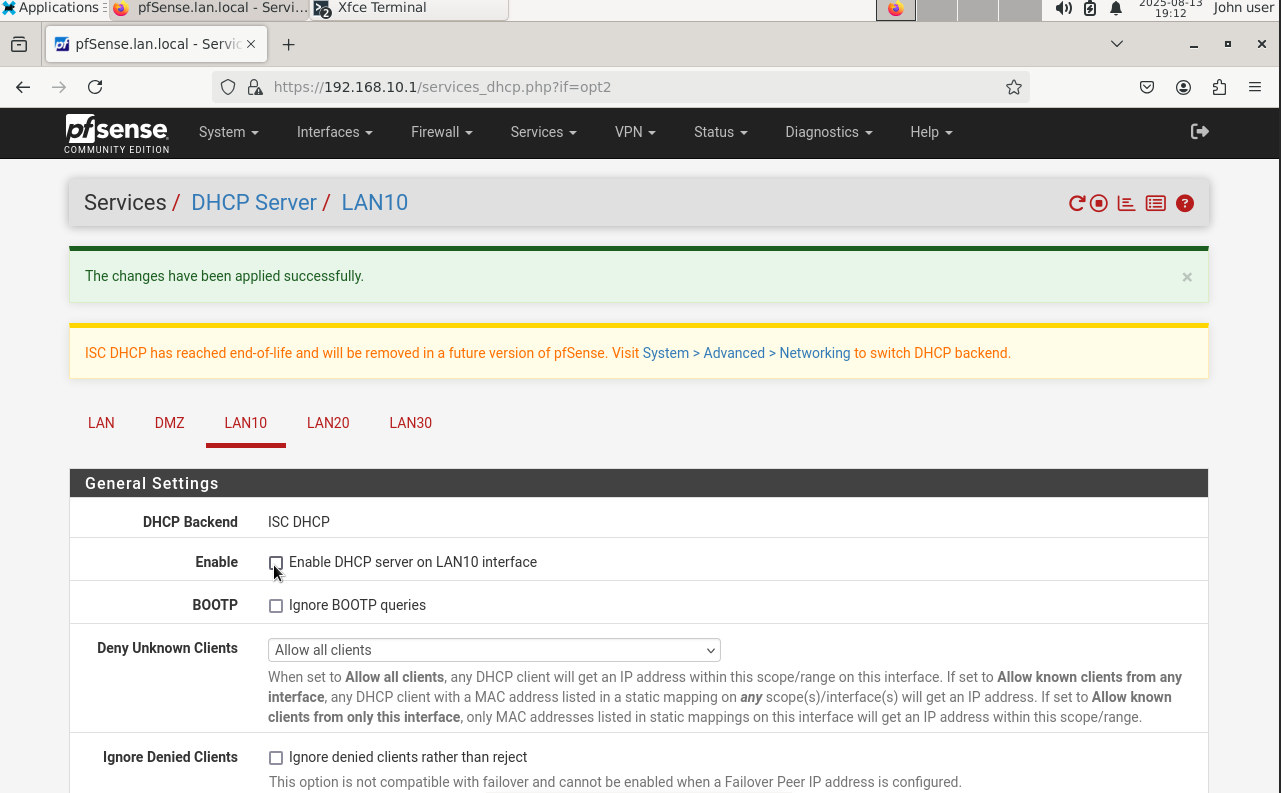 Applications
pfSense.lan.local - Servi...
2
Xfce Terminal
2025-08-13
19:12
John user
pfSense.lan.local - Servic
https://192.168.10.1/services_dhcp.php?if=opt2
pfsense
COMMUNITY EDITION
System
Interfaces
Firewall
Services
VPN
Status
Diagnostics
Help
Services / DHCP Server / LAN10
The changes have been applied successfully.
×
ISC DHCP has reached end-of-life and will be removed in a future version of pfSense. Visit System > Advanced > Networking to switch DHCP backend.
LAN
DMZ
LAN10
LAN20
LAN30
General Settings
DHCP Backend ISC DHCP
Enable Enable DHCP server on LAN10 interface
BOOTP Ignore BOOTP queries
Deny Unknown Clients Allow all clients
When set to Allow all clients, any DHCP client will get an IP address within this scope/range on this interface. If set to Allow known clients from any
interface, any DHCP client with a MAC address listed in a static mapping on any scope(s)/interface(s) will get an IP address. If set to Allow known
clients from only this interface, only MAC addresses listed in static mappings on this interface will get an IP address within this scope/range.
Ignore Denied Clients Ignore denied clients rather than reject
This option is not compatible with failover and cannot be enabled when a Failover Peer IP address is configured.